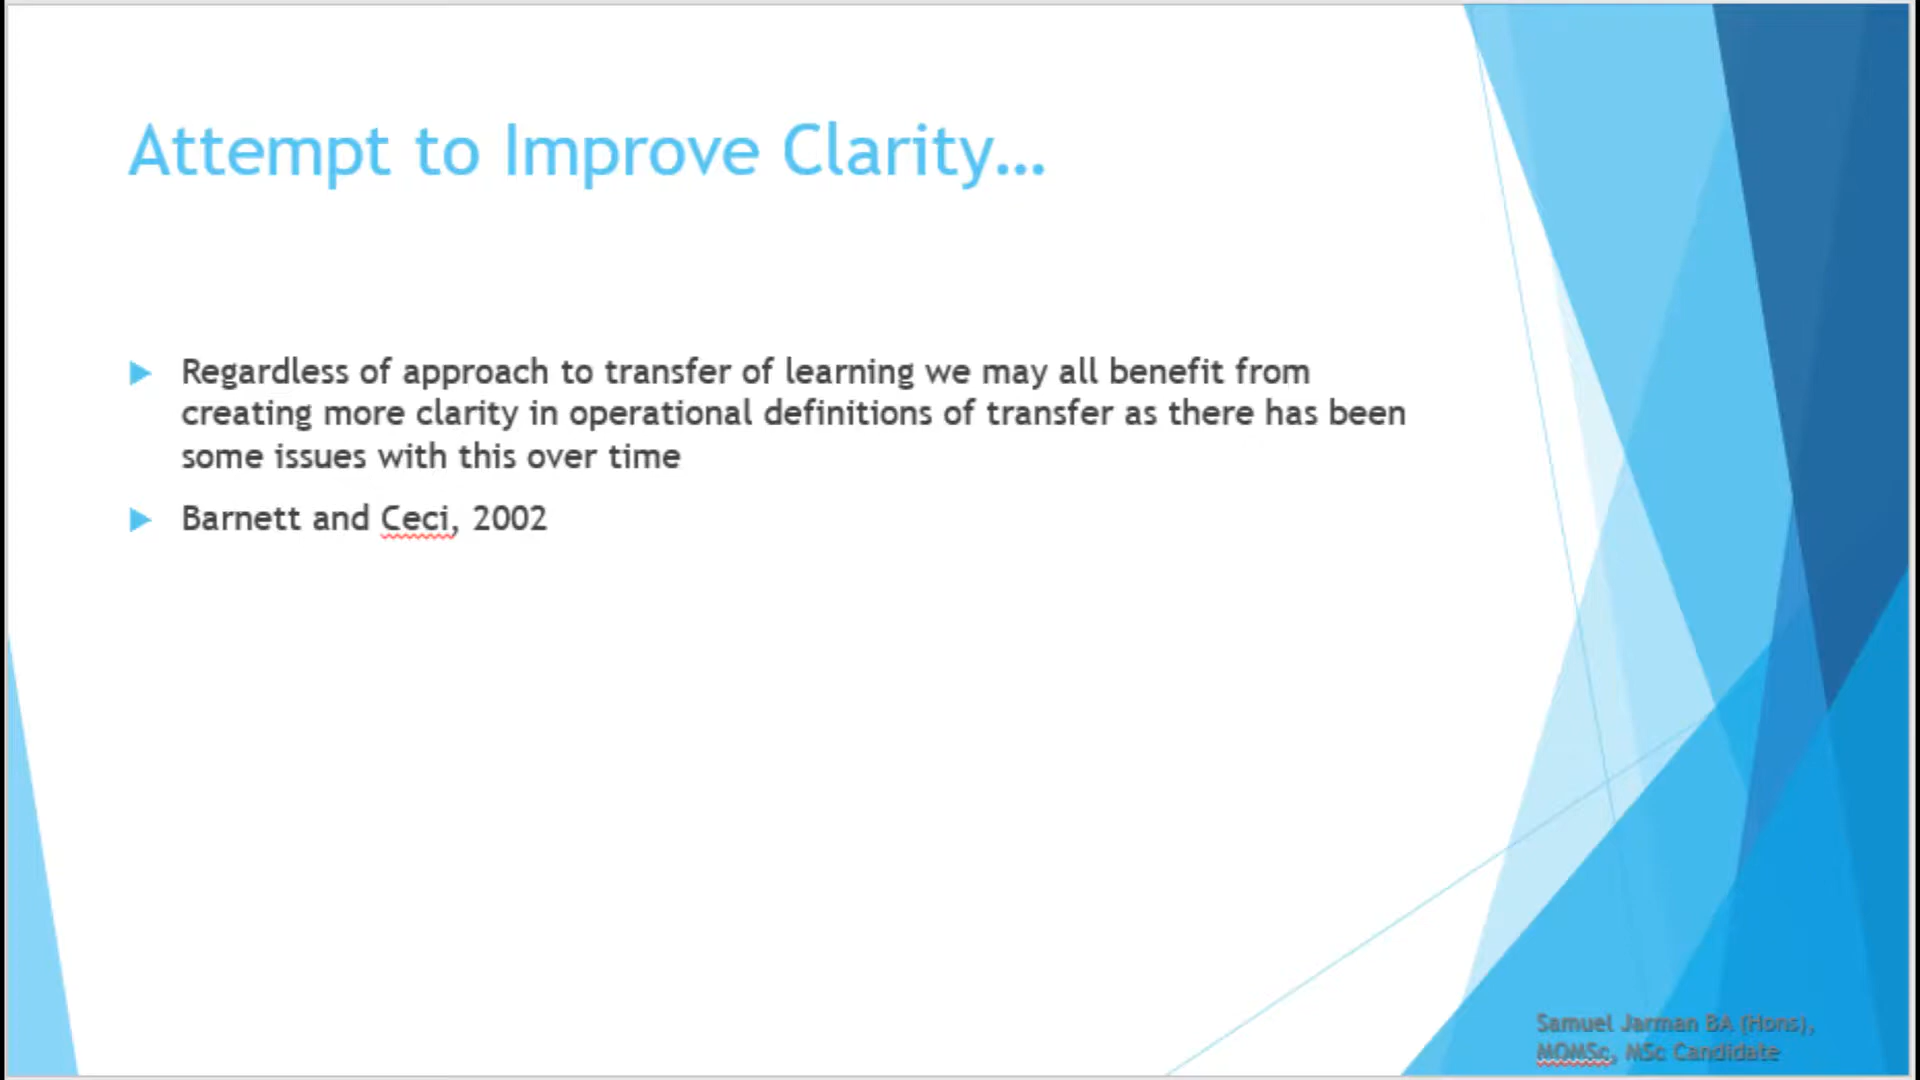 Attempt to Improve Clarity...
Regardless of approach to transfer of learning we may all benefit from
creating more clarity in operational definitions of transfer as there has been
some issues with this over time
Barnett and Ceci, 2002
Samuel Jarman BA (Hons),
MOMSc, MSc Candidate